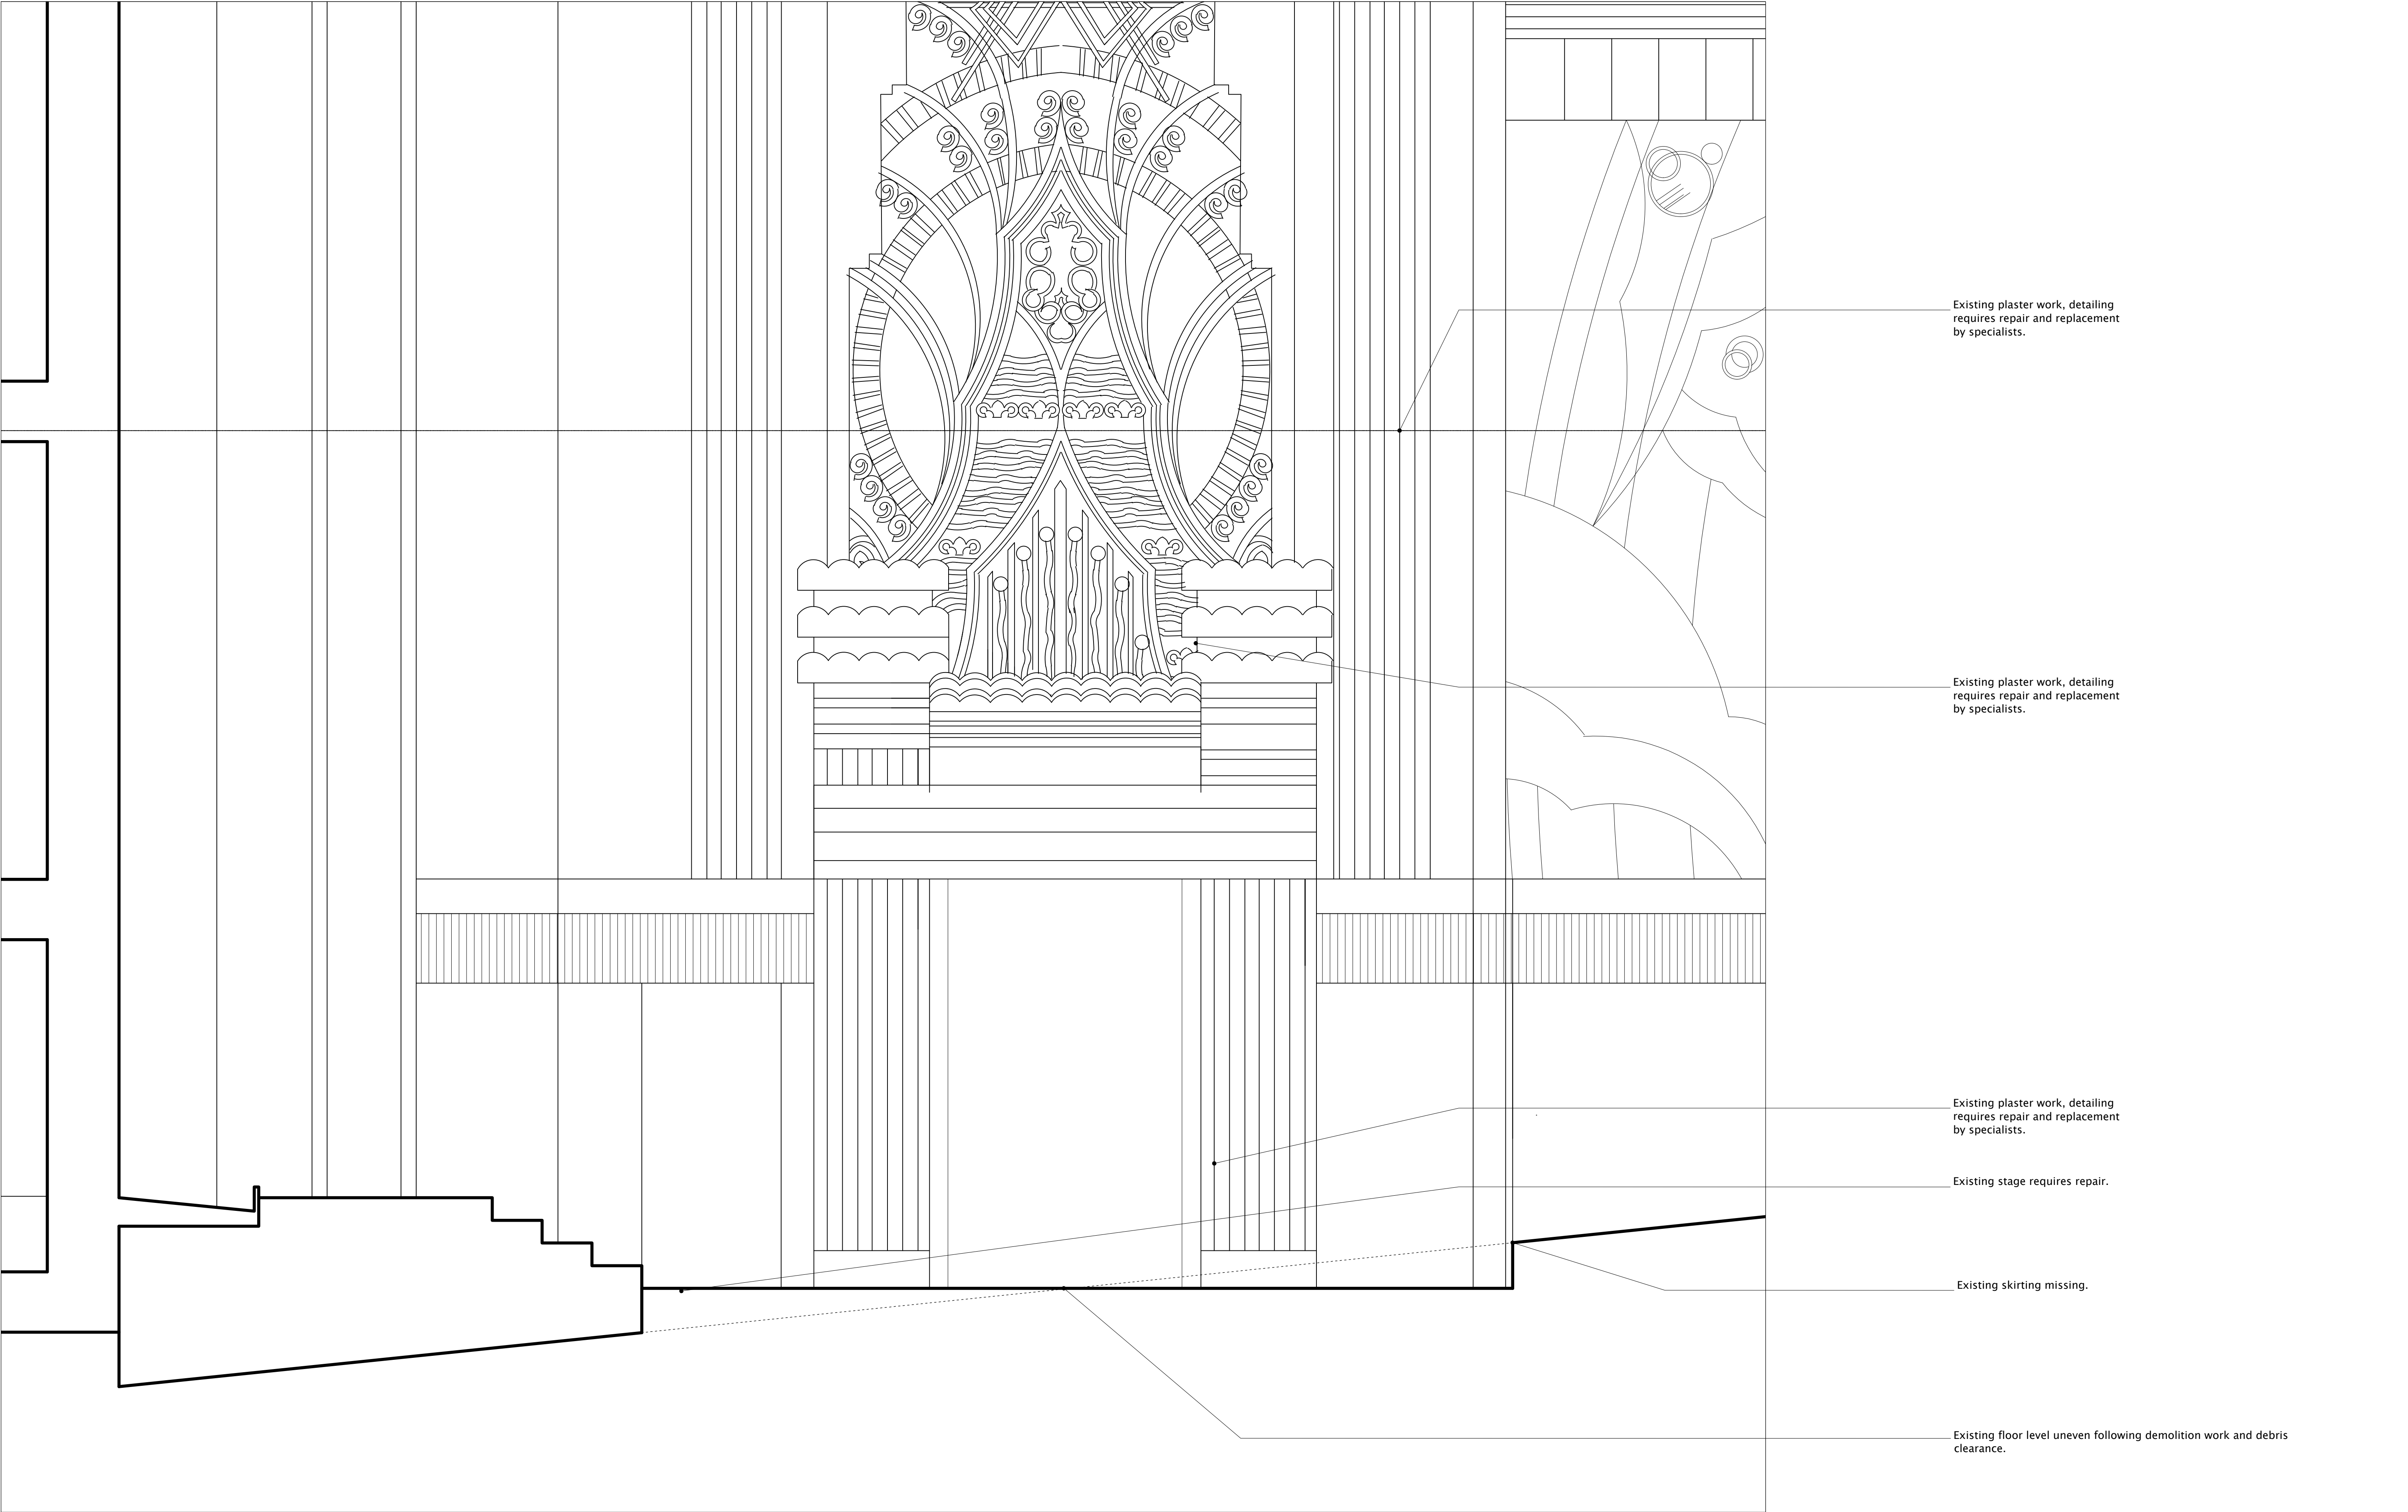 Existing plaster work, detailing
requires repair and replacement
by specialists.
Existing plaster work, detailing
requires repair and replacement
by specialists.
Existing plaster work, detailing
requires repair and replacement
by specialists.
Existing stage requires repair.
Existing skirting missing.
Existing floor level uneven following demolition work and debris
clearance.